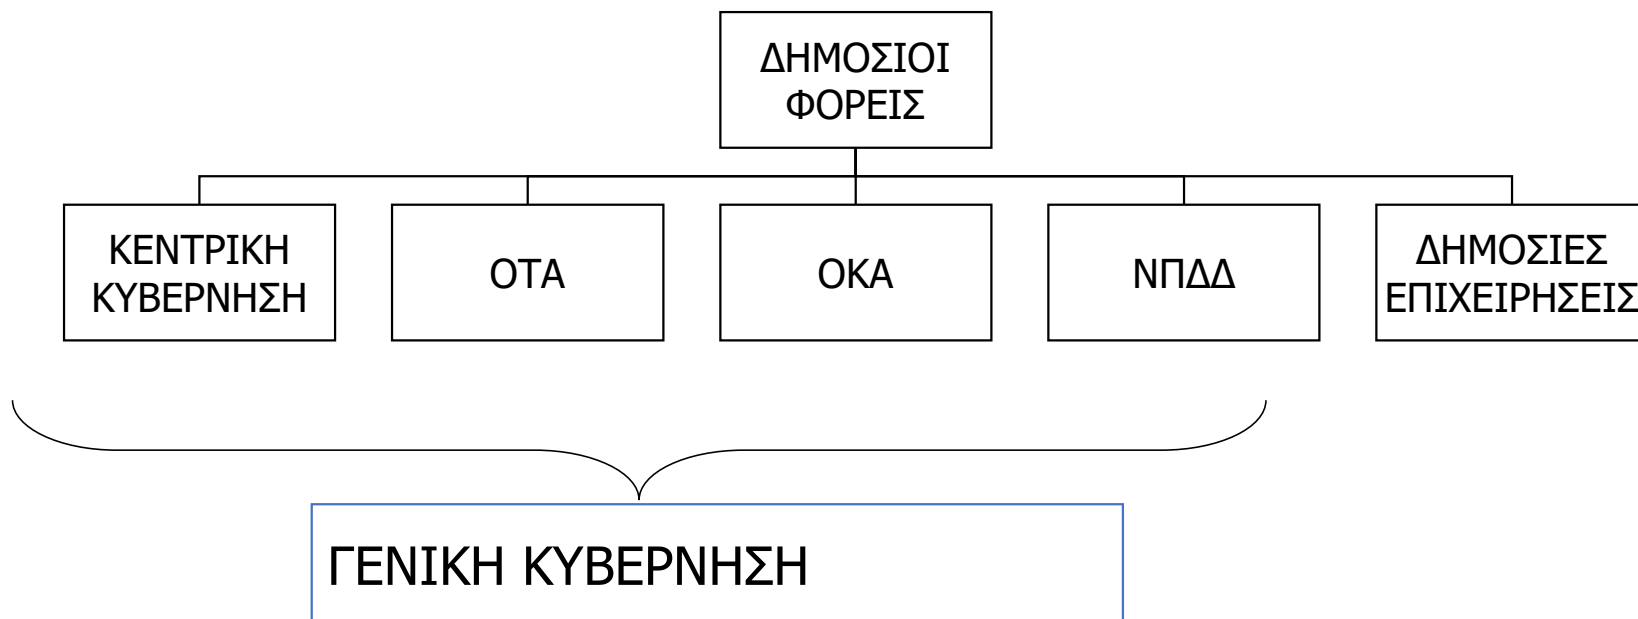 ΔΗΜΟΣΙΟΙ
ΦΟΡΕΙΣ
ΚΕΝΤΡΙΚΗ
ΚΥΒΕΡΝΗΣΗ
ΟΤΑ
ΟΚΑ
ΝΠΔΔ
ΔΗΜΟΣΙΕΣ
ΕΠΙΧΕΙΡΗΣΕΙΣ
ΓΕΝΙΚΗ ΚΥΒΕΡΝΗΣΗ